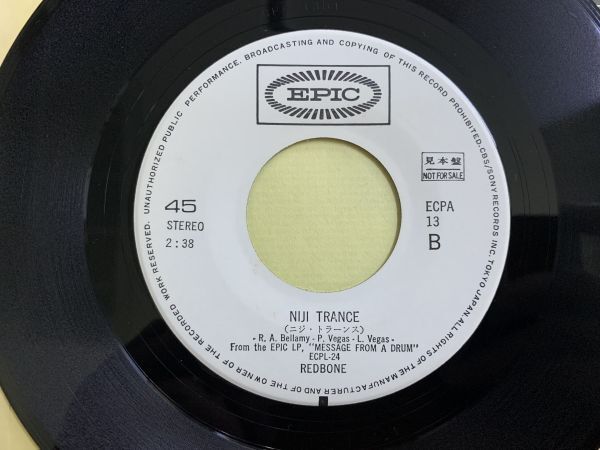 UNAUTHORIZED PUBLIC PERFORMANCE, BROADCASTING AND COPYING OF THIS RECORD PROHIBITED.CBS/SONY RECORDS INC.TOKYO JAPAN.ALL RIGHTS OF THE MANUFACTURER AND OF THE OWNER OF THE RECORDED WORK RESERVED.
EPIC
見本盤
NOT FOR SALE
45
STEREO
2:38
ECPA
13
B
NIJI TRANCE
(ニジ・トラーンス)
- R. A. Bellamy - P. Vegas - L. Vegas -
From the EPIC LP, "MESSAGE FROM A DRUM"
ECPL-24
REDBONE